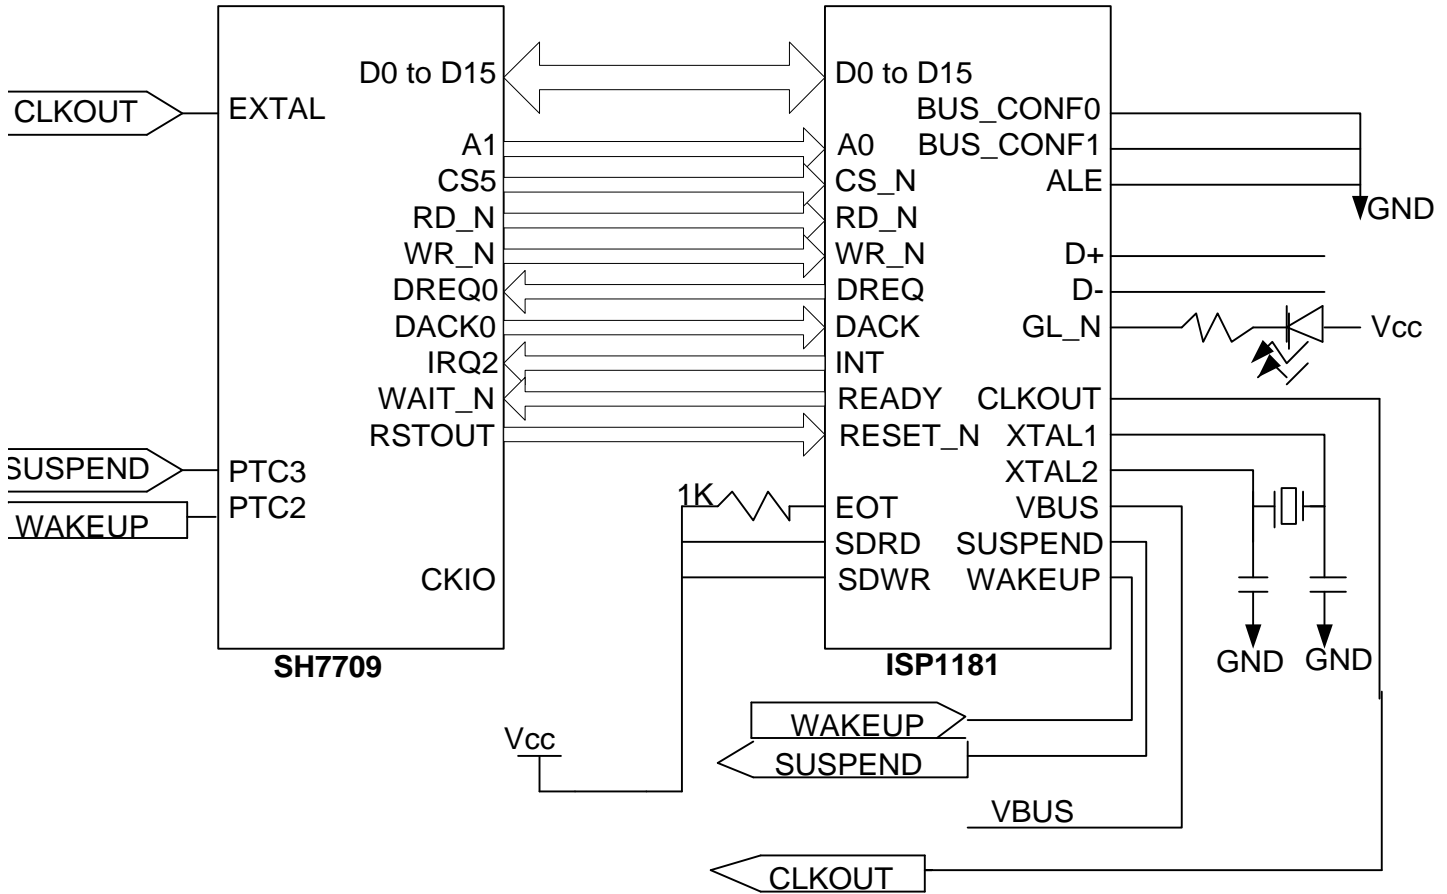 D0 to D15
D0 to D15
CLKOUT
EXTAL
BUS_CONF0
A1
A0
BUS_CONF1
CS5
CS_N
ALE
GND
RD_N
RD_N
WR_N
WR_N
D+
DREQ0
DREQ
D-
DACK0
DACK
GL_N
Vcc
IRQ2
INT
WAIT_N
READY
CLKOUT
RSTOUT
RESET_N
XTAL1
SUSPEND
PTC3
XTAL2
WAKEUP
PTC2
1K
EOT
VBUS
SDRD
SUSPEND
CKIO
SDWR
WAKEUP
SH7709
ISP1181
GND
GND
WAKEUP
Vcc
SUSPEND
VBUS
CLKOUT